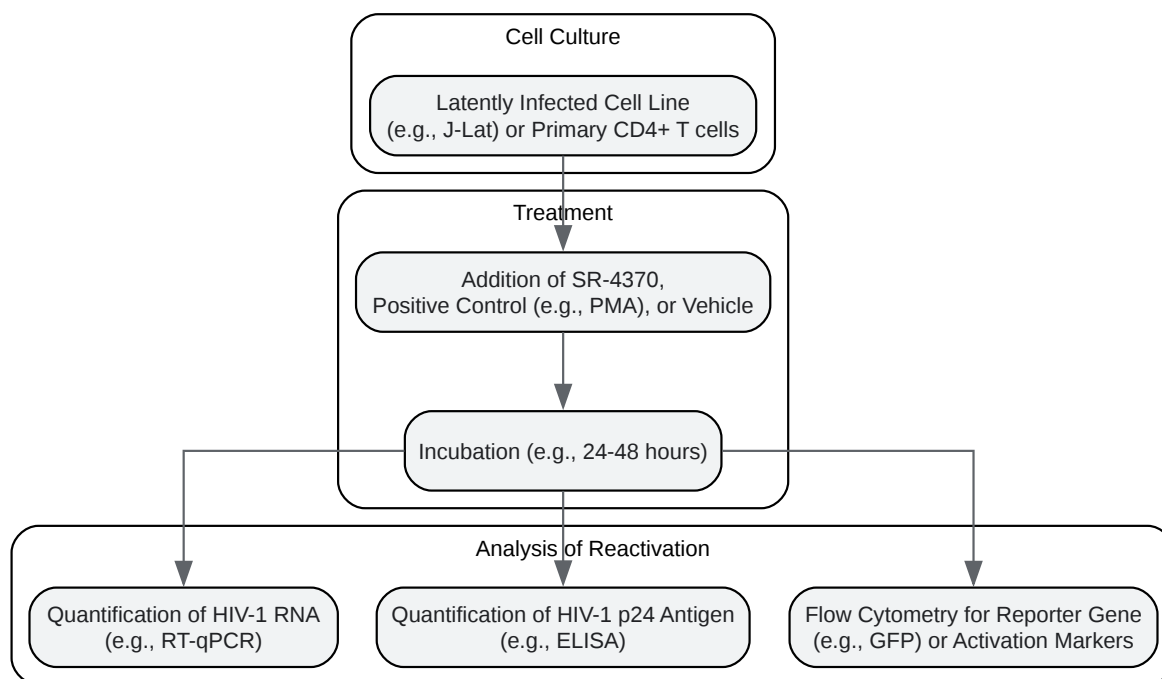 Cell Culture
Latently Infected Cell Line
(e.g., J-Lat) or Primary CD4+ T cells
Treatment
Addition of SR-4370,
Positive Control (e.g., PMA), or Vehicle
Incubation (e.g., 24-48 hours)
Analysis of Reactivation
Quantification of HIV-1 RNA
(e.g., RT-qPCR)
Quantification of HIV-1 p24 Antigen
(e.g., ELISA)
Flow Cytometry for Reporter Gene
(e.g., GFP) or Activation Markers